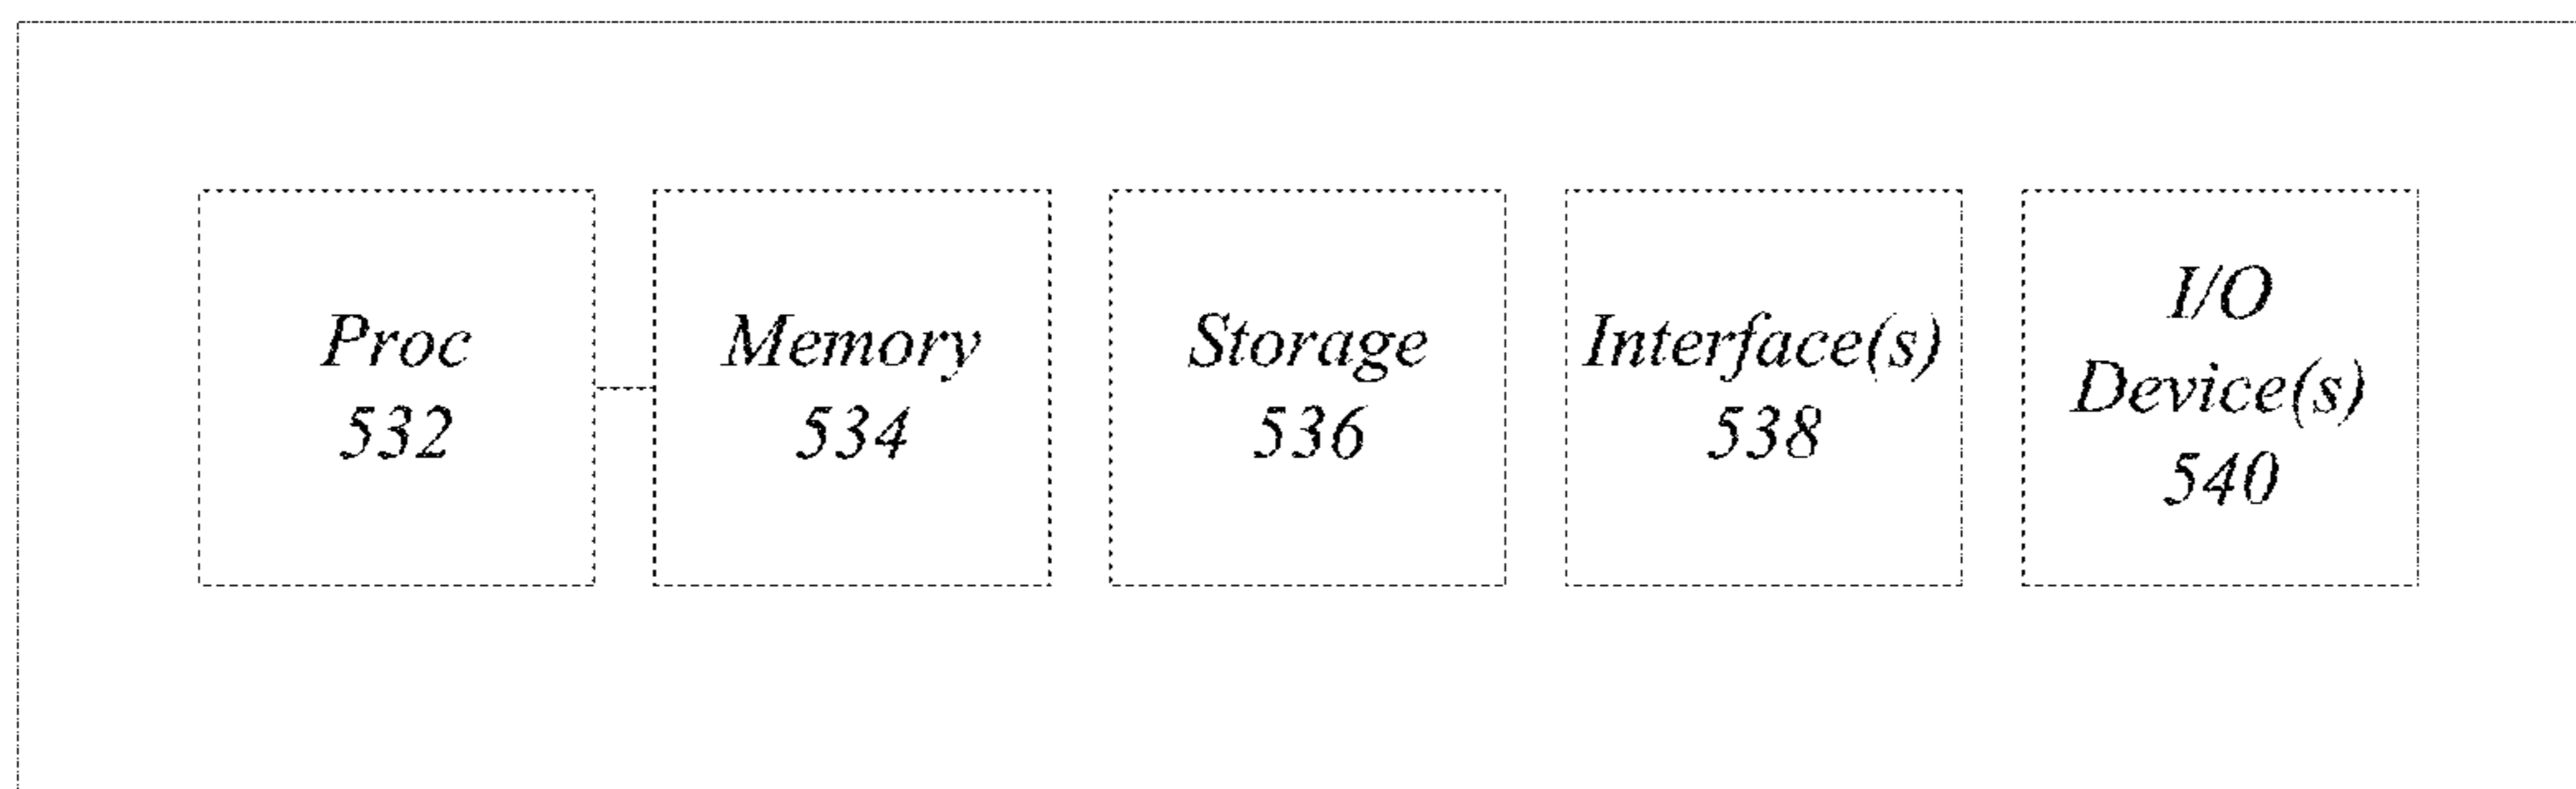 Proc
532
Memory
534
Storage
536
Interface(s)
538
I/O
Device(s)
540